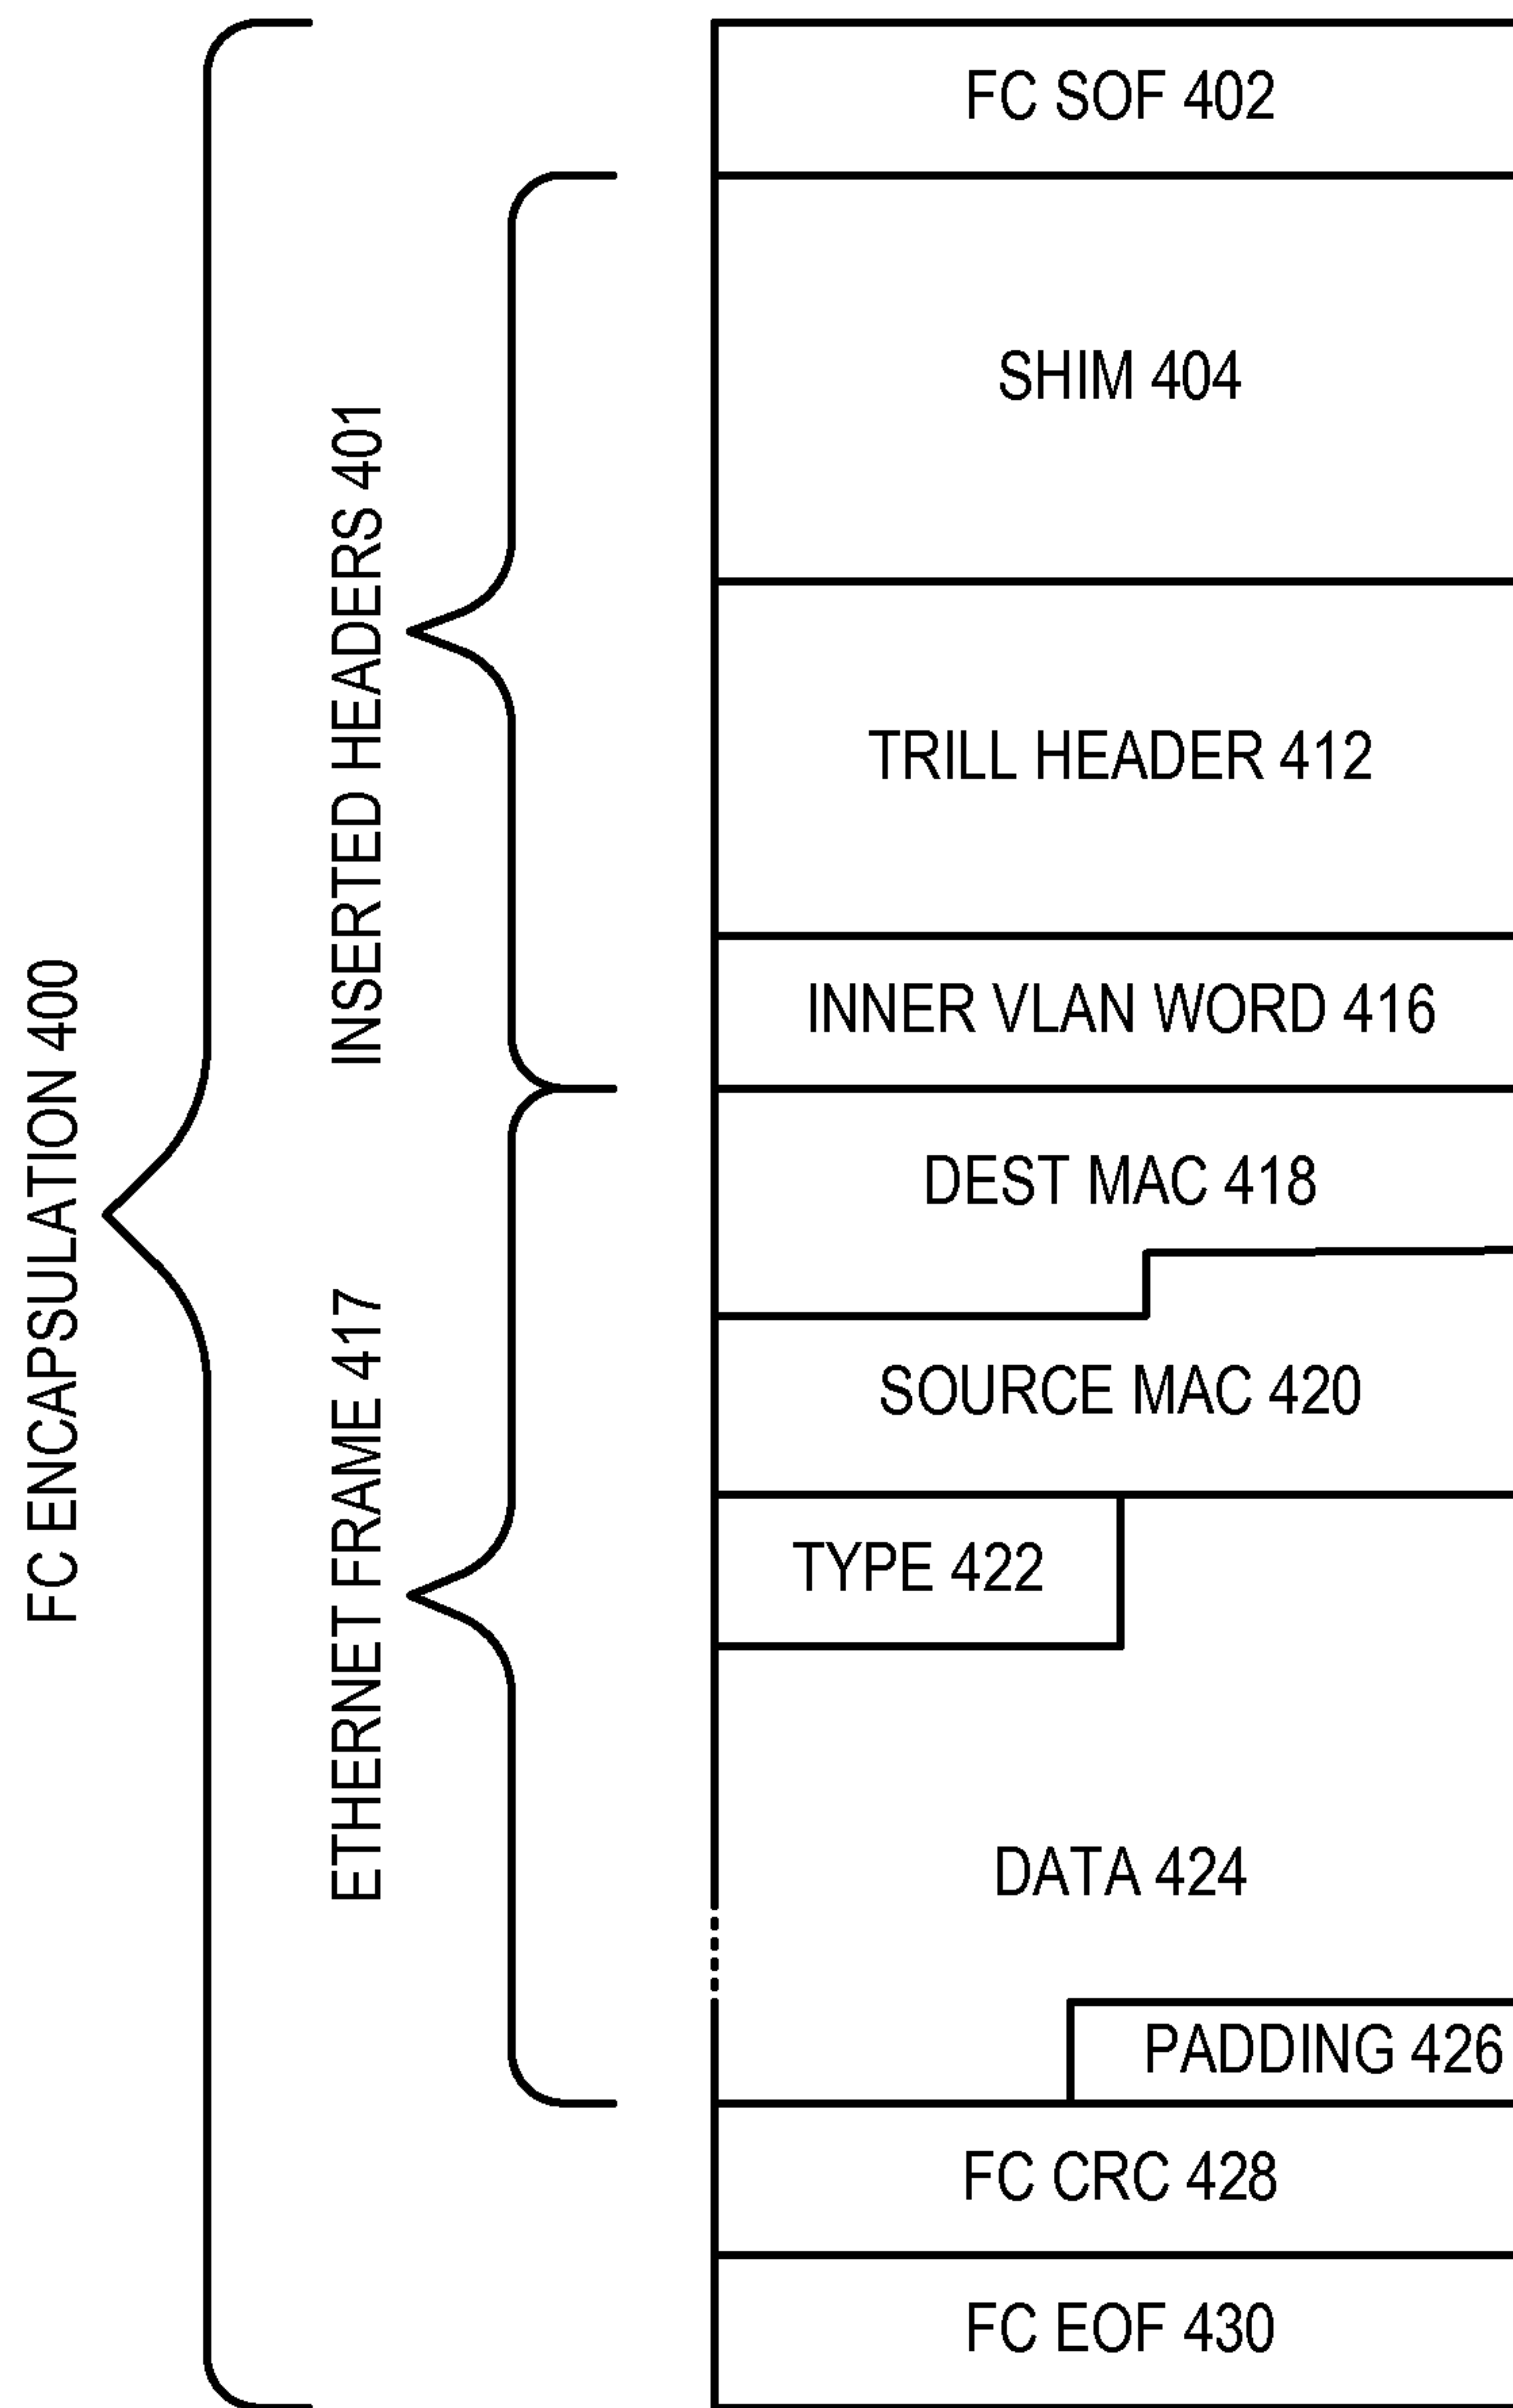 FC ENCAPSULATION 400
INSERTED HEADERS 401
ETHERNET FRAME 417
FC SOF 402
SHIM 404
TRILL HEADER 412
INNER VLAN WORD 416
DEST MAC 418
SOURCE MAC 420
TYPE 422
DATA 424
PADDING 426
FC CRC 428
FC EOF 430